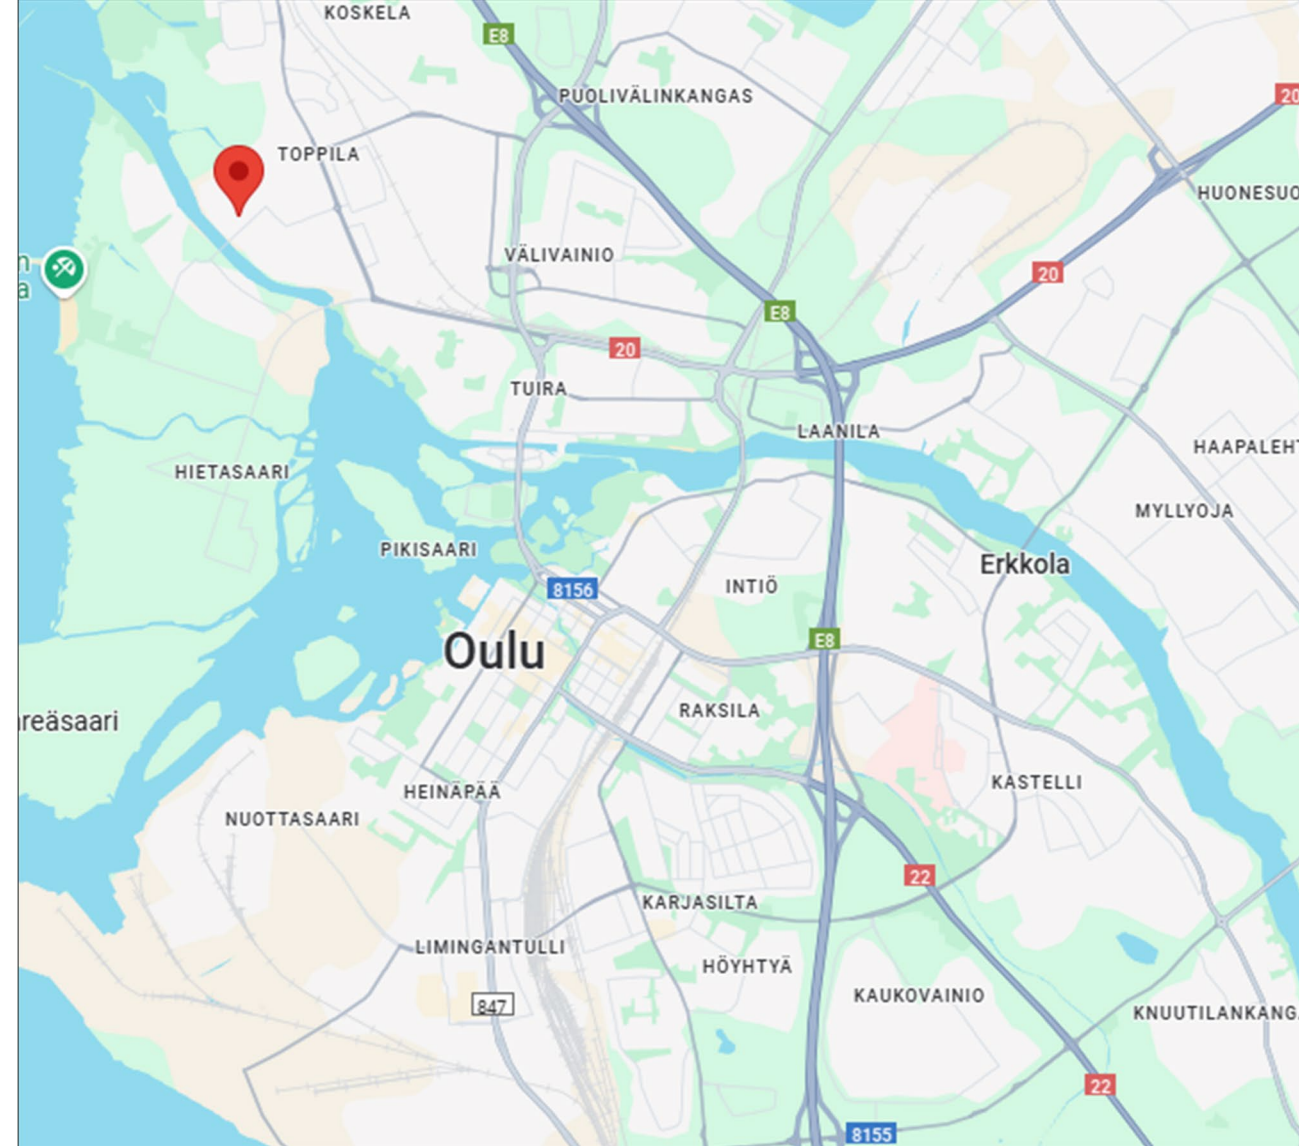 KOSKELA
E8
PUOLIVÄLINKANGAS
20
TOPPILA
HUONESUO
VÄLIVAINIO
n
a
20
E8
20
TUIRA
LAANILA
HAAPALEHT
HIETASAARI
MYLLYOJA
PIKISAARI
Erkkola
8156
INTIÖ
E8
Oulu
RAKSILA
reäsaari
KASTELLI
HEINÄPÄÄ
NUOTTASAARI
22
KARJASILTA
LIMINGANTULLI
HÖYHTYÄ
KAUKOVAINIO
847
KNUUTILANKANG
22
8155